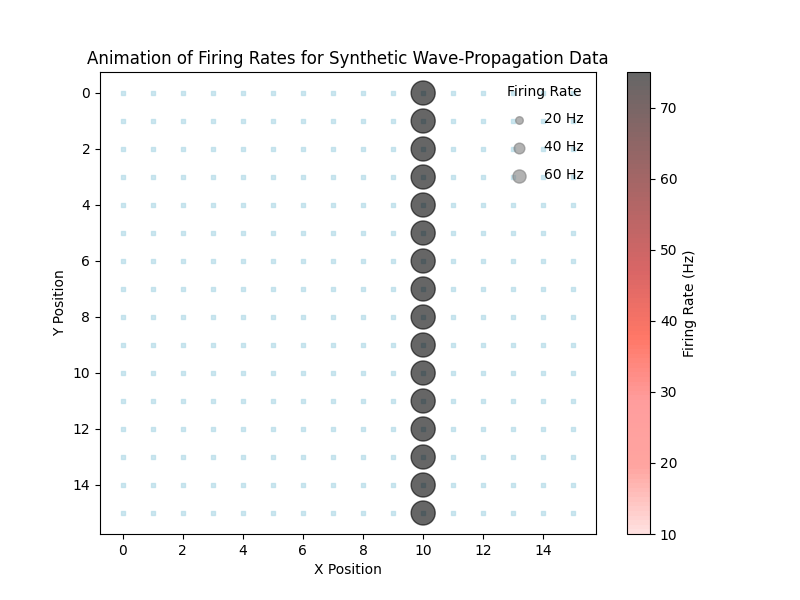 Animation of Firing Rates for Synthetic Wave-Propagation Data
Firing Rate
20 Hz
40 Hz
60 Hz
0
2
4
6
8
10
12
14
Y Position
0
2
4
6
8
10
12
14
X Position
70
60
50
40
30
20
10
Firing Rate (Hz)